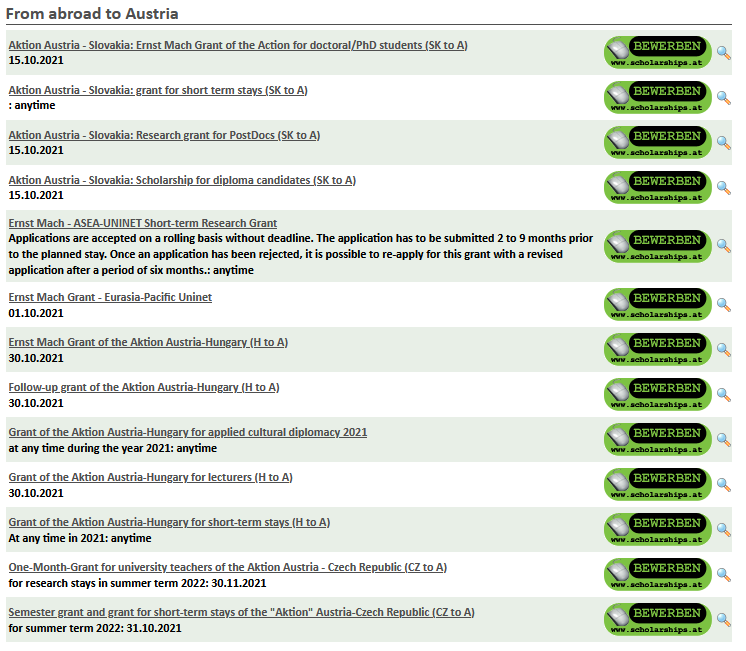 From abroad to Austria
Aktion Austria - Slovakia: Ernst Mach Grant of the Action for doctoral/PhD students (SK to A)
15.10.2021
BEWERBEN
www.scholarships.at
Aktion Austria - Slovakia: grant for short term stays (SK to A)
: anytime
BEWERBEN
www.scholarships.at
Aktion Austria - Slovakia: Research grant for PostDocs (SK to A)
15.10.2021
BEWERBEN
www.scholarships.at
Aktion Austria - Slovakia: Scholarship for diploma candidates (SK to A)
15.10.2021
BEWERBEN
www.scholarships.at
Ernst Mach - ASEA-UNINET Short-term Research Grant
Applications are accepted on a rolling basis without deadline. The application has to be submitted 2 to 9 months prior
to the planned stay. Once an application has been rejected, it is possible to re-apply for this grant with a revised
application after a period of six months.: anytime
BEWERBEN
www.scholarships.at
Ernst Mach Grant - Eurasia-Pacific Uninet
01.10.2021
BEWERBEN
www.scholarships.at
Ernst Mach Grant of the Aktion Austria-Hungary (H to A)
30.10.2021
BEWERBEN
www.scholarships.at
Follow-up grant of the Aktion Austria-Hungary (H to A)
30.10.2021
BEWERBEN
www.scholarships.at
Grant of the Aktion Austria-Hungary for applied cultural diplomacy 2021
at any time during the year 2021: anytime
BEWERBEN
www.scholarships.at
Grant of the Aktion Austria-Hungary for lecturers (H to A)
30.10.2021
BEWERBEN
www.scholarships.at
Grant of the Aktion Austria-Hungary for short-term stays (H to A)
At any time in 2021: anytime
BEWERBEN
www.scholarships.at
One-Month-Grant for university teachers of the Aktion Austria - Czech Republic (CZ to A)
for research stays in summer term 2022: 30.11.2021
BEWERBEN
www.scholarships.at
Semester grant and grant for short-term stays of the "Aktion" Austria-Czech Republic (CZ to A)
for summer term 2022: 31.10.2021
BEWERBEN
www.scholarships.at